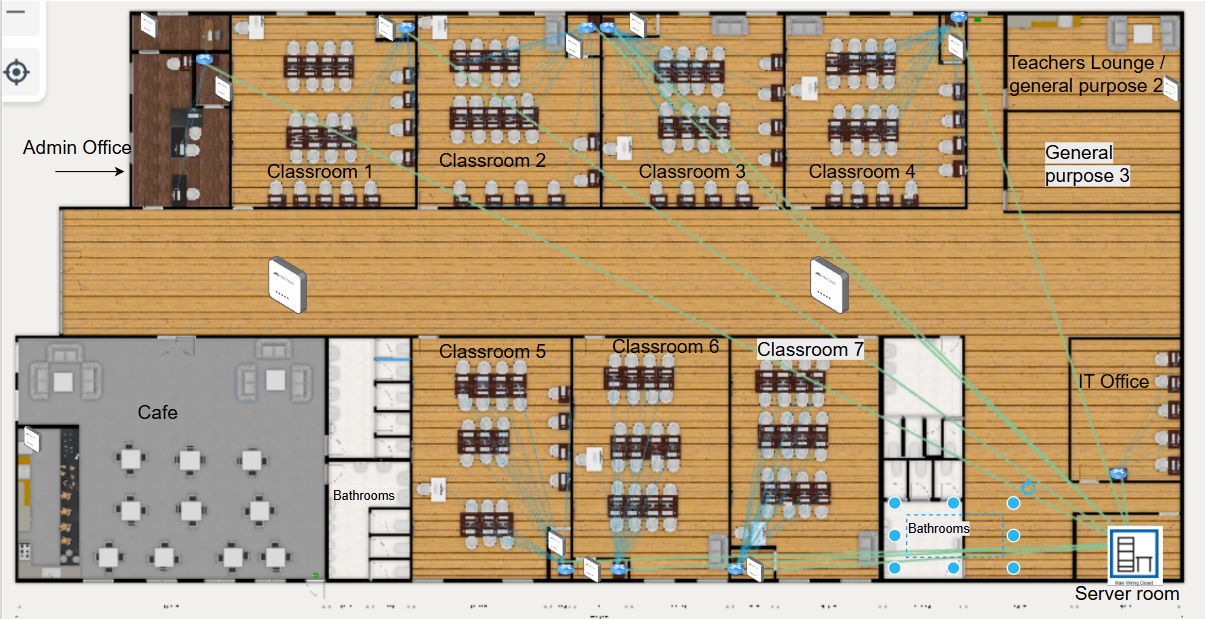 Teachers Lounge /
general purpose 2
Admin Office
Classroom 1
Classroom 2
Classroom 3
Classroom 4
General
purpose 3
Classroom 5
Classroom 6
Classroom 7
IT Office
Cafe
Bathrooms
Bathrooms
Main Wiring Closet
Server room